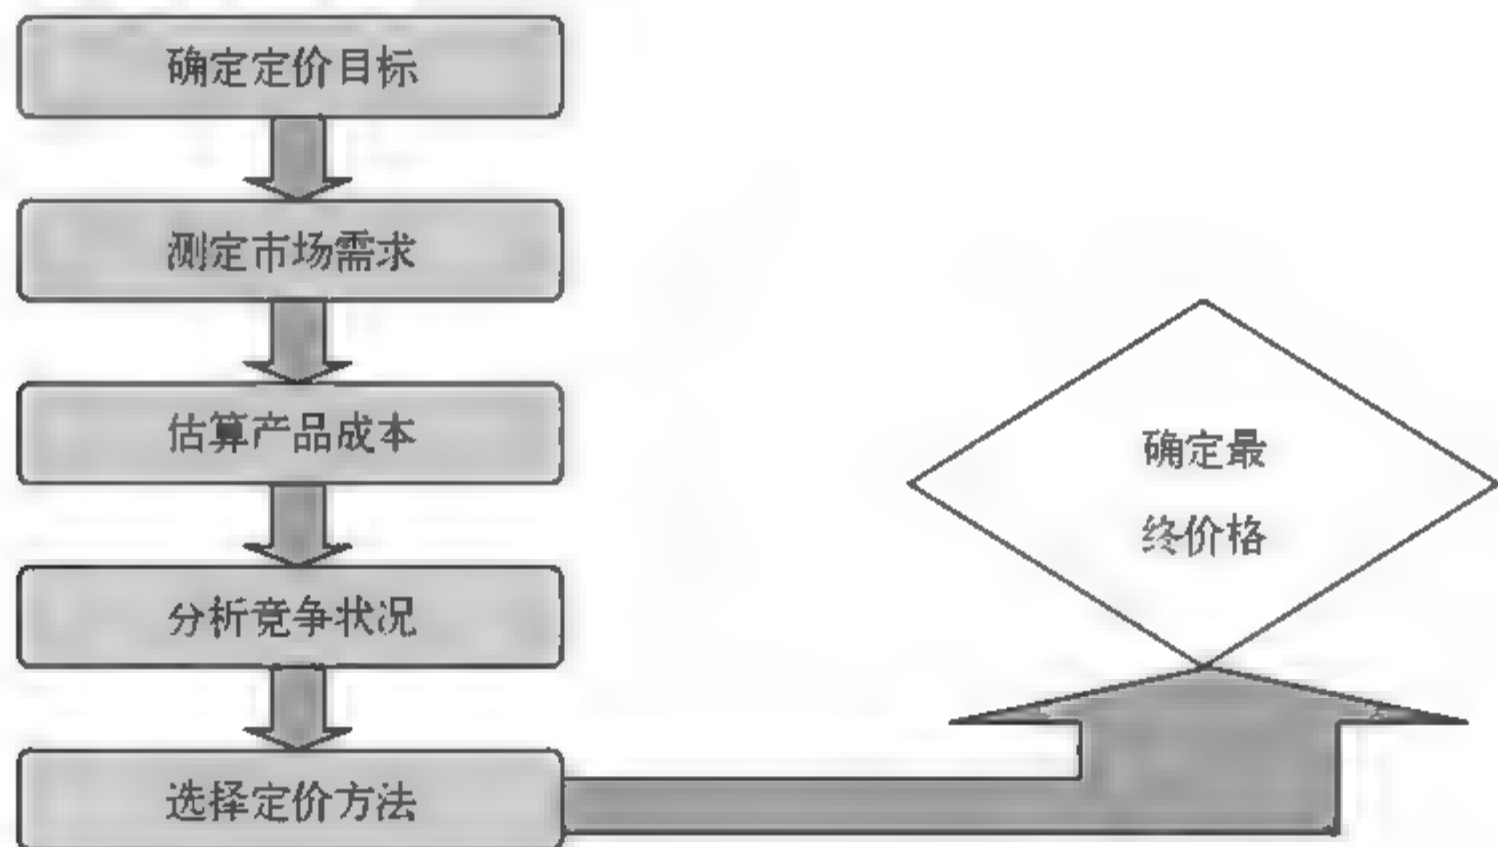 确定定价目标
测定市场需求
估算产品成本
分析竞争状况
选择定价方法
确定最
终价格